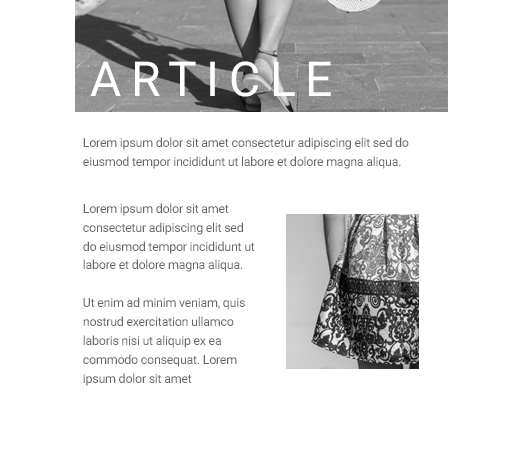 ARTICLE
Lorem ipsum dolor sit amet consectetur adipiscing elit sed do
eiusmod tempor incididunt ut labore et dolore magna aliqua.
Lorem ipsum dolor sit amet
consectetur adipiscing elit sed
do eiusmod tempor incididunt ut
labore et dolore magna aliqua.
Ut enim ad minim veniam, quis
nostrud exercitation ullamco
laboris nisi ut aliquip ex ea
commodo consequat. Lorem
ipsum dolor sit amet